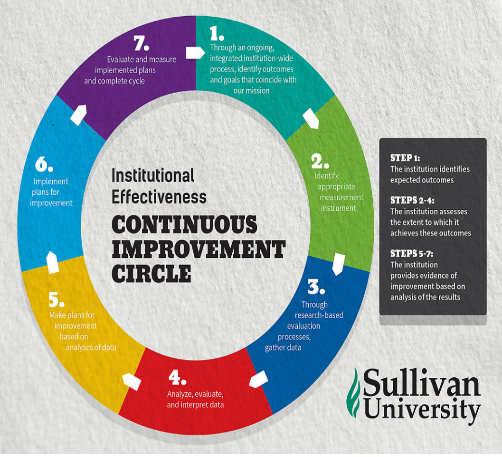 1.
Through an ongoing,
integrated institution-wide
process, identify outcomes
and goals that coincide with
our mission
2.
Identify
appropriate
measurement
instrument.
3.
Through
research-based
evaluation
processes,
gather data
4.
Analyze, evaluate,
and interpret data
5.
Make plans for
improvement
based on
analyses of data
6.
Implement
plans for
improvement
7.
Evaluate and measure
implemented plans
and complete cycle
Institutional
Effectiveness
CONTINUOUS
IMPROVEMENT
CIRCLE
STEP 1:
The institution identifies
expected outcomes
STEPS 2-4:
The institution assesses
the extent to which it
achieves these outcomes
STEPS 5-7:
The institution
provides evidence of
improvement based on
analysis of the results
Sullivan
University